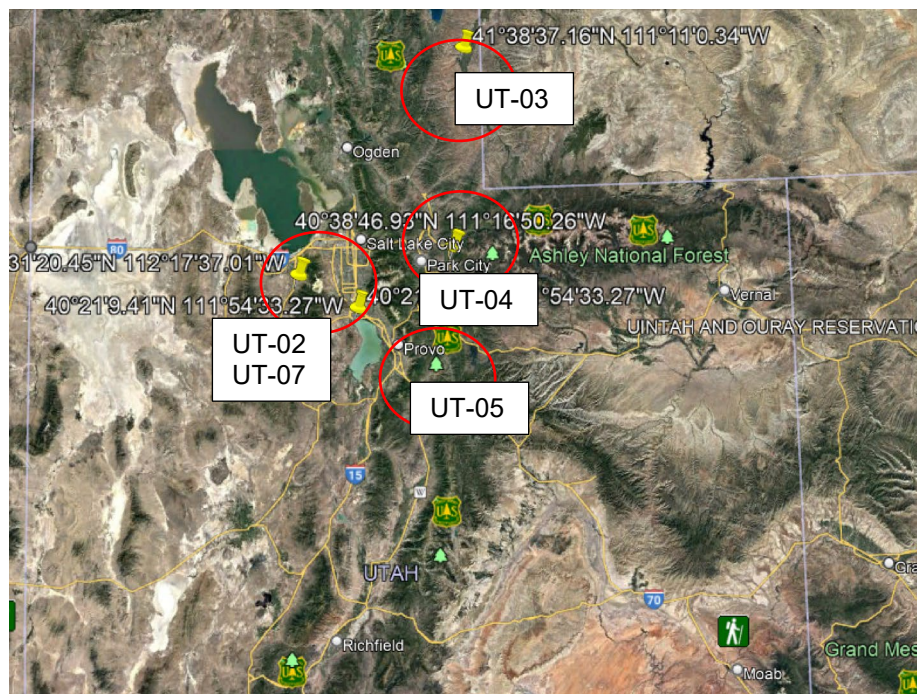 41°38'37.16"N 111°11'0.34"W
UT-03
Ogden
40°38'46.93"N 111°16'50.26"W
80
Salt Lake City
Park City
Ashley National Forest
31'20.45"N 112°17'37.01"W
40°21'9.41"N 111°54'33.27"W
40°2
54'33.27"W
UT-04
Vernal
UINTAH AND OURAY RESERVATIO
UT-02
UT-07
Provo
UT-05
15
UTAH
70
Gra
Richfield
Grand Mes
Moab